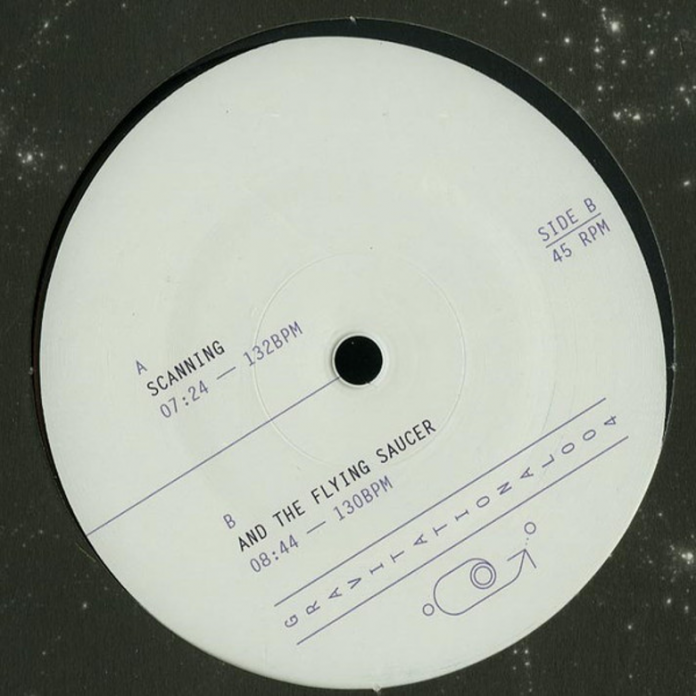 SIDE B
45 RPM
A
SCANNING
07:24 — 132BPM
B
AND THE FLYING SAUCER
08:44 — 130BPM
GRAVITATIONAL004